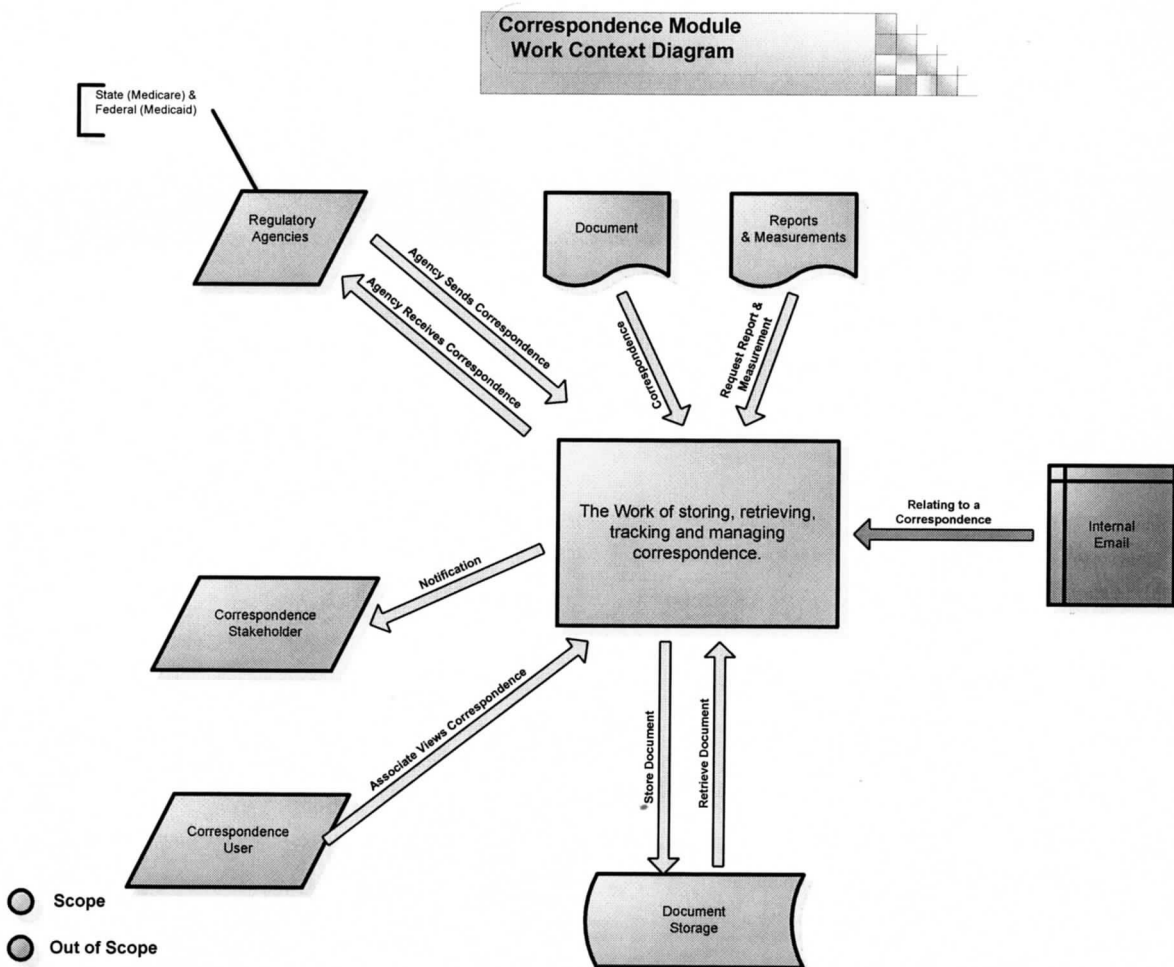 Correspondence Module
Work Context Diagram
State (Medicare) &
Federal (Medicaid)
Regulatory
Agencies
Document
Reports
& Measurements
Agency Sends Correspondence
Agency Receives Correspondence
Correspondence
Request Report &
Measurement
The Work of storing, retrieving,
tracking and managing
correspondence.
Relating to a
Correspondence
Internal
Email
Notification
Correspondence
Stakeholder
Associate Views Correspondence
Store Document
Retrieve Document
Correspondence
User
Document
Storage
Scope
Out of Scope